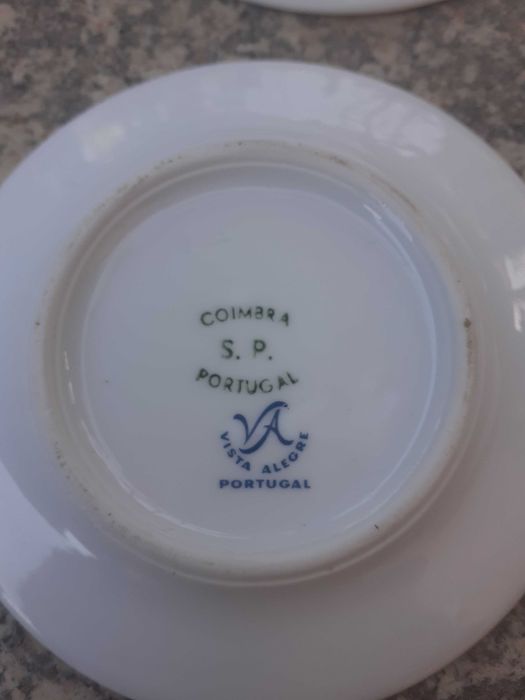 COIMBRA
S. P.
PORTUGAL
VA
VISTA ALEGRE
PORTUGAL